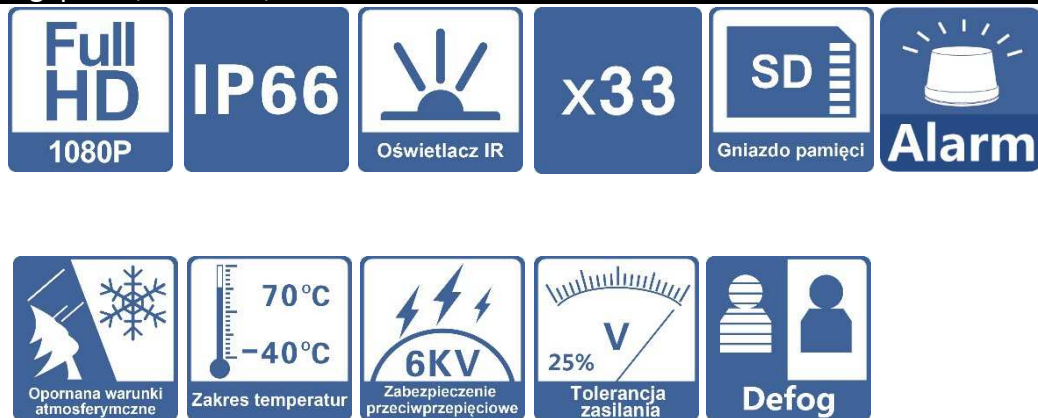 Full
HD
1080P
IP66
Oświetlacz IR
x33
SD
Gniazdo pamięci
Alarm
Opornana warunki
atmosferymczne
70°C
-40°C
Zakres temperatur
6KV
Zabezpieczenie
przeciwprzepięciowe
V
25%
Tolerancja
zasilania
Defog